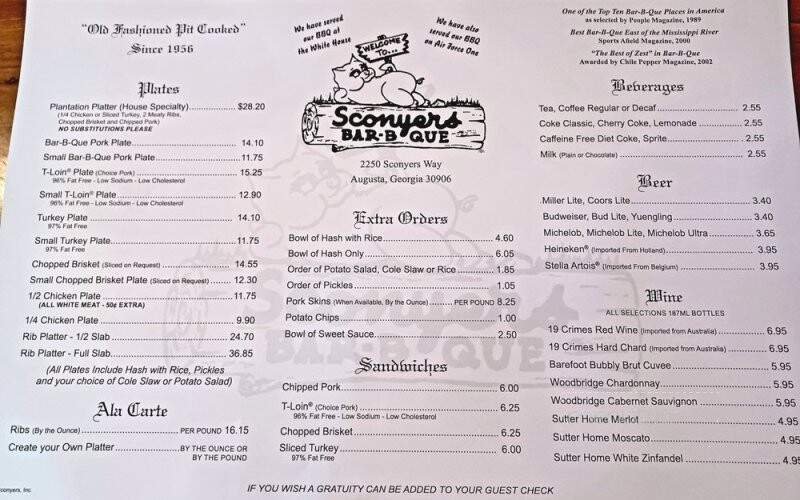 "Old Fashioned Pit Cooked"
Since 1956
Plates
Plantation Platter (House Specialty)..................... $28.20
(1/4 Chicken or Sliced Turkey, 2 Meaty Ribs,
Chopped Brisket and Chipped Pork)
NO SUBSTITUTIONS PLEASE
Bar-B-Que Pork Plate................................. 14.10
Small Bar-B-Que Pork Plate........................ 11.75
T-Loin® Plate (Choice Pork)........................... 15.25
96% Fat Free - Low Sodium - Low Cholesterol
Small T-Loin® Plate.................................... 12.90
96% Fat Free - Low Sodium - Low Cholesterol
Turkey Plate............................................. 14.10
97% Fat Free
Small Turkey Plate..................................... 11.75
97% Fat Free
Chopped Brisket (Sliced on Request)................. 14.55
Small Chopped Brisket Plate (Sliced on Request)....... 12.30
1/2 Chicken Plate....................................... 11.75
(ALL WHITE MEAT - 50¢ EXTRA)
1/4 Chicken Plate....................................... 9.90
Rib Platter - 1/2 Slab.................................. 24.70
Rib Platter - Full Slab................................. 36.85
(All Plates Include Hash with Rice, Pickles
and your choice of Cole Slaw or Potato Salad)
Ala Carte
Ribs (By the Ounce).......................... PER POUND 16.15
Create your Own Platter................. BY THE OUNCE OR
BY THE POUND
We have served
our BBQ at
the White House
We have also
served our BBQ
on Air Force One
WELCOME
TO...
Sconyers
BAR-B-QUE
2250 Sconyers Way
Augusta, Georgia 30906
Extra Orders
Bowl of Hash with Rice............................... 4.60
Bowl of Hash Only..................................... 6.05
Order of Potato Salad, Cole Slaw or Rice......... 1.85
Order of Pickles........................................ 1.05
Pork Skins (When Available, By the Ounce)......... PER POUND 8.25
Potato Chips............................................ 1.00
Bowl of Sweet Sauce.................................. 2.50
Sandwiches
Chipped Pork........................................... 6.00
T-Loin® (Choice Pork).................................. 6.25
96% Fat Free - Low Sodium - Low Cholesterol
Chopped Brisket....................................... 6.25
Sliced Turkey........................................... 6.00
97% Fat Free
One of the Top Ten Bar-B-Que Places in America
as selected by People Magazine, 1989
Best Bar-B-Que East of the Mississippi River
Sports Afield Magazine, 2000
"The Best of Zest" in Bar-B-Que
Awarded by Chile Pepper Magazine, 2002
Beverages
Tea, Coffee Regular or Decaf......................... 2.55
Coke Classic, Cherry Coke, Lemonade............. 2.55
Caffeine Free Diet Coke, Sprite...................... 2.55
Milk (Plain or Chocolate)............................... 2.55
Beer
Miller Lite, Coors Lite................................. 3.40
Budweiser, Bud Lite, Yuengling...................... 3.40
Michelob, Michelob Lite, Michelob Ultra........... 3.65
Heineken® (Imported From Holland)................. 3.95
Stella Artois® (Imported From Belgium)............. 3.95
Wine
ALL SELECTIONS 187ML BOTTLES
19 Crimes Red Wine (Imported from Australia)......... 6.95
19 Crimes Hard Chard (Imported from Australia)....... 6.95
Barefoot Bubbly Brut Cuvee.......................... 5.95
Woodbridge Chardonnay.............................. 5.95
Woodbridge Cabernet Sauvignon................... 5.95
Sutter Home Merlot................................... 4.95
Sutter Home Moscato................................. 4.95
Sutter Home White Zinfandel........................ 4.95
IF YOU WISH A GRATUITY CAN BE ADDED TO YOUR GUEST CHECK
Sconyers, Inc.